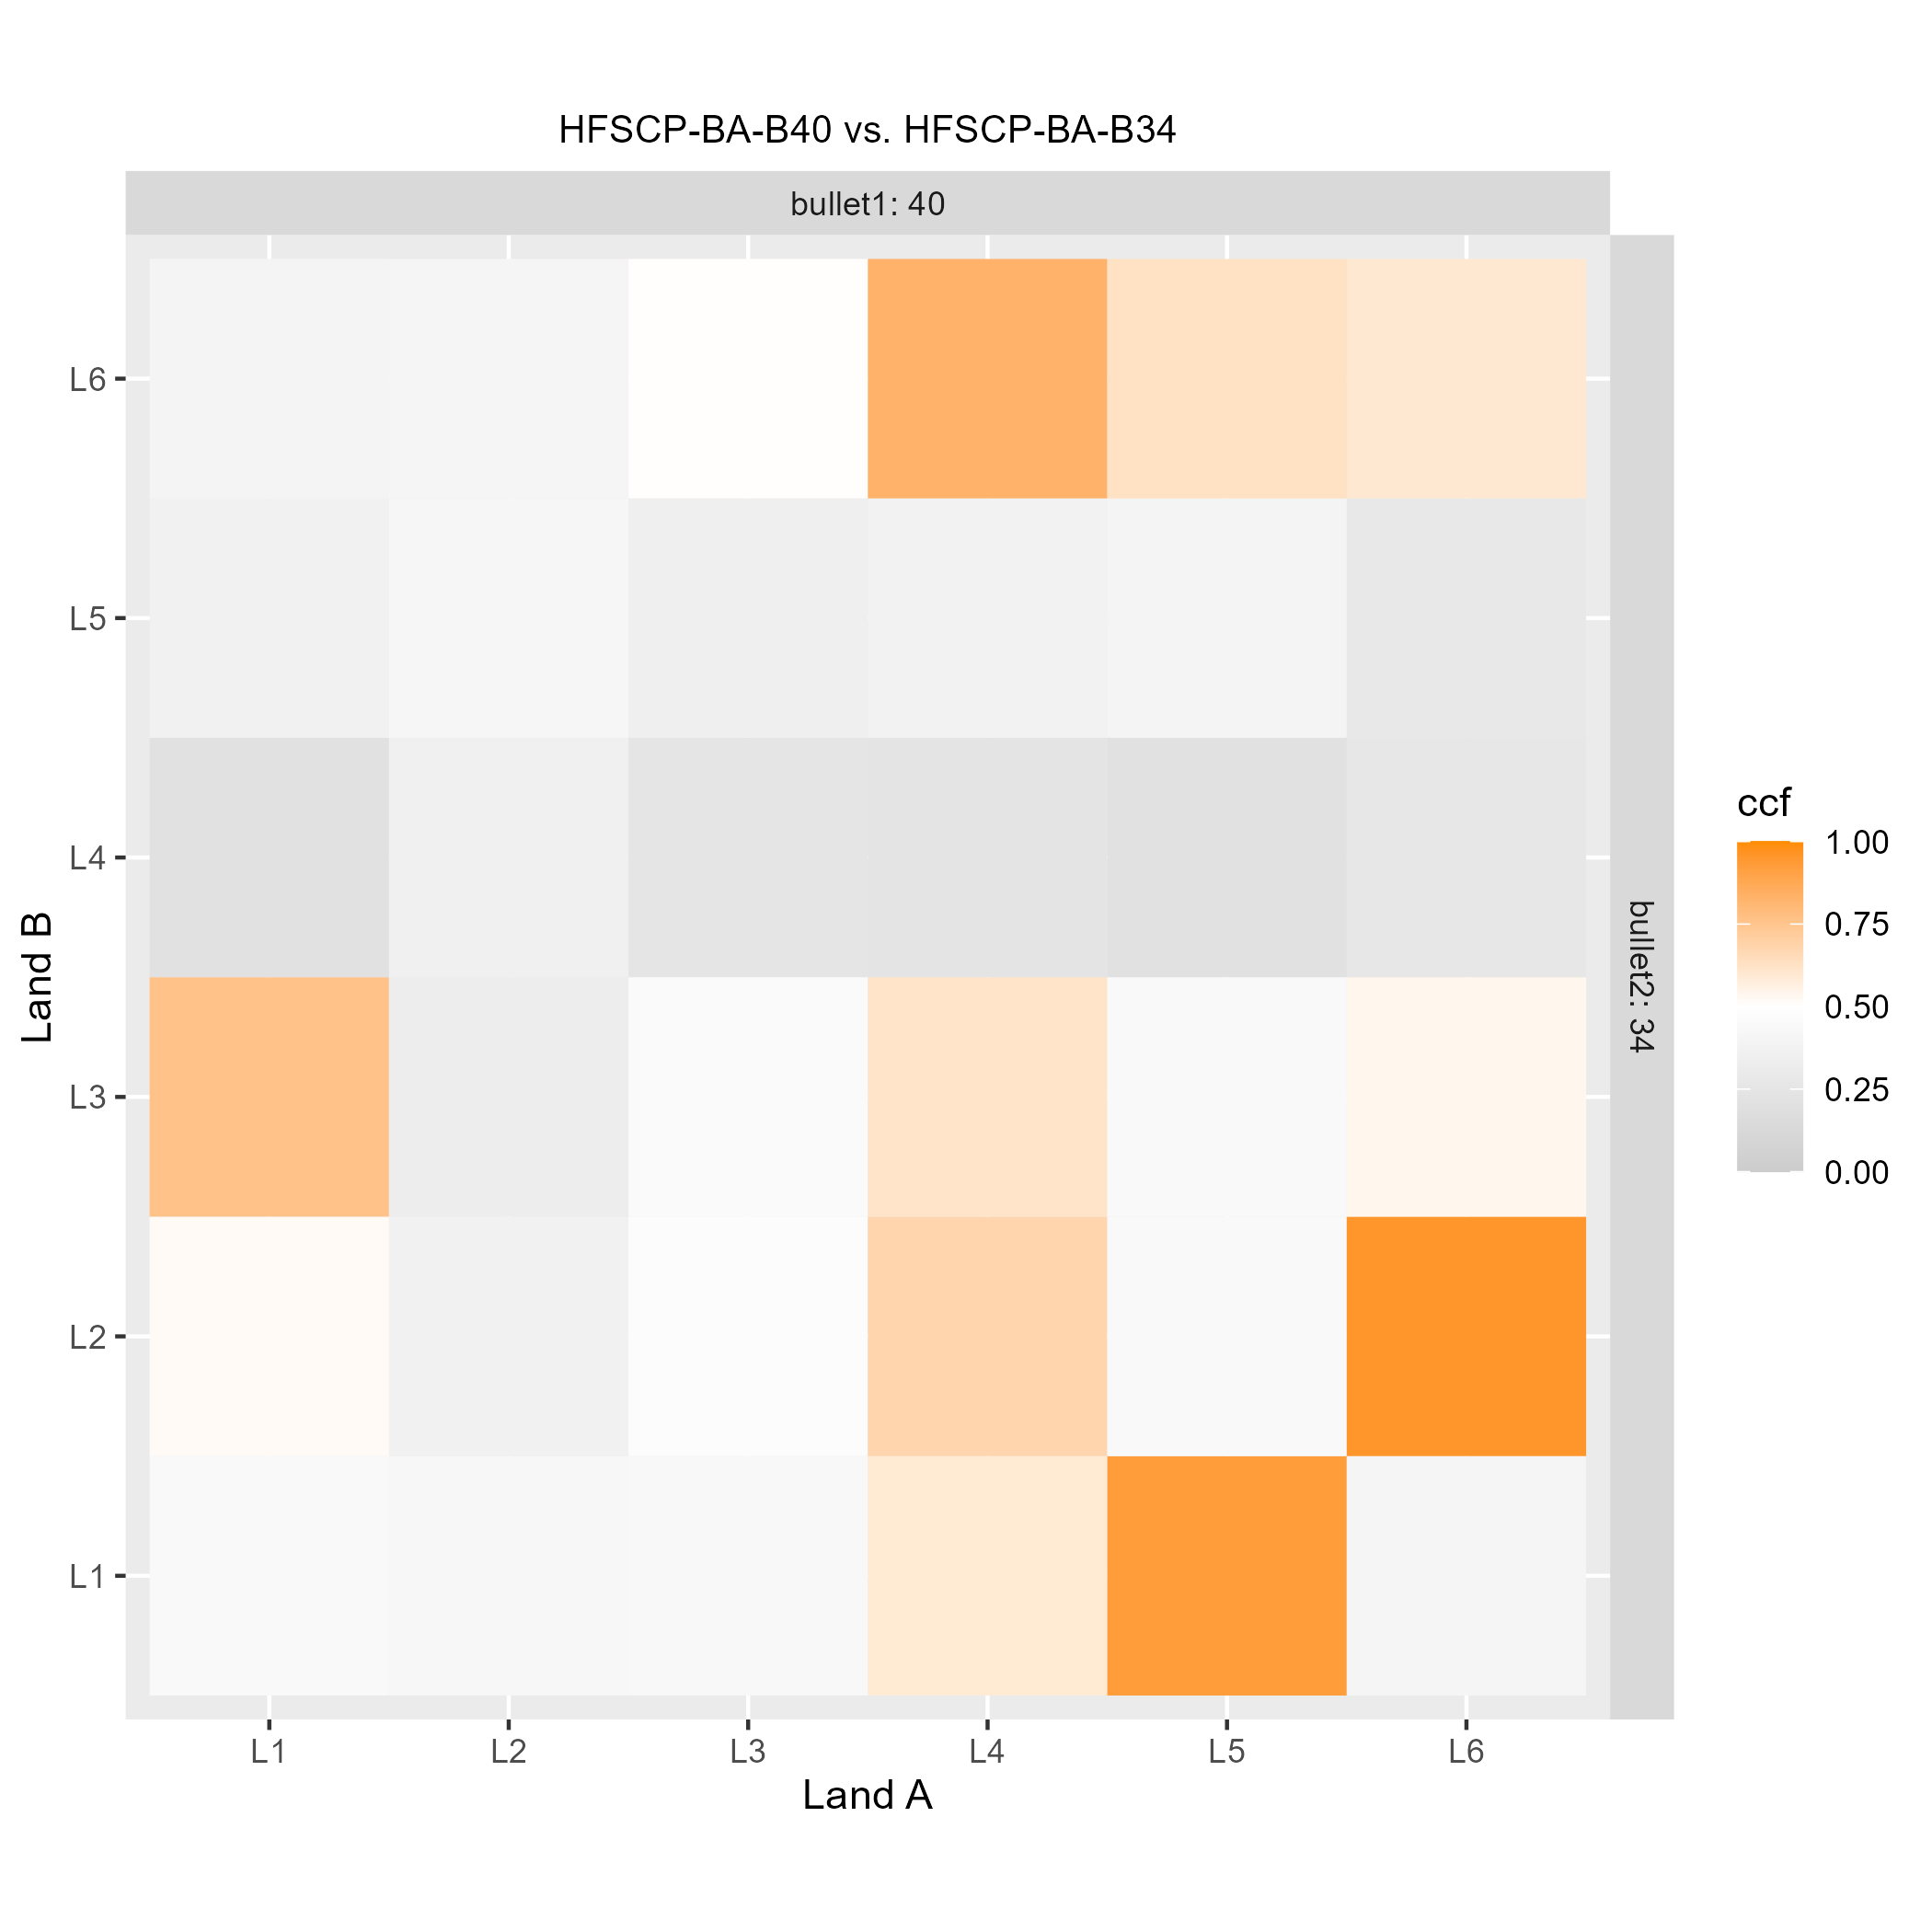 HFSCP-BA-B40 vs. HFSCP-BA-B34
bullet1: 40
L6
L5
L4
L3
L2
L1
Land B
bullet2: 34
ccf
1.00
0.75
0.50
0.25
0.00
L1 L2 L3 L4 L5 L6
Land A